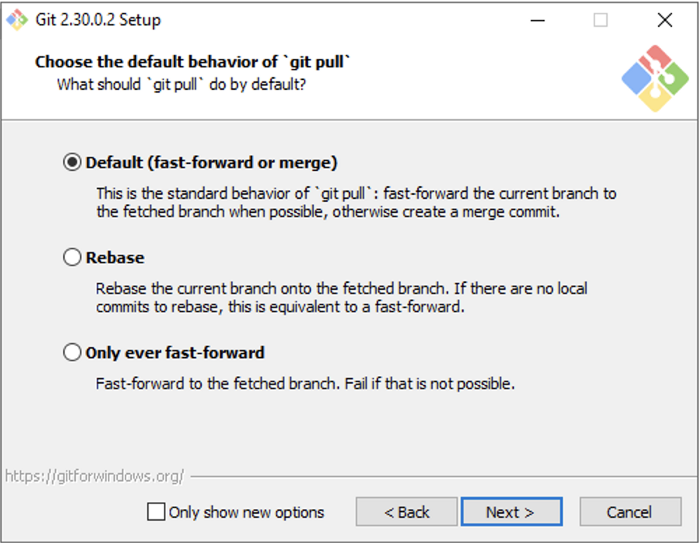 Git 2.30.0.2 Setup
Choose the default behavior of `git pull`
What should `git pull` do by default?
Default (fast-forward or merge)
This is the standard behavior of `git pull`: fast-forward the current branch to
the fetched branch when possible, otherwise create a merge commit.
Rebase
Rebase the current branch onto the fetched branch. If there are no local
commits to rebase, this is equivalent to a fast-forward.
Only ever fast-forward
Fast-forward to the fetched branch. Fail if that is not possible.
https://gitforwindows.org/
Only show new options
< Back
Next >
Cancel